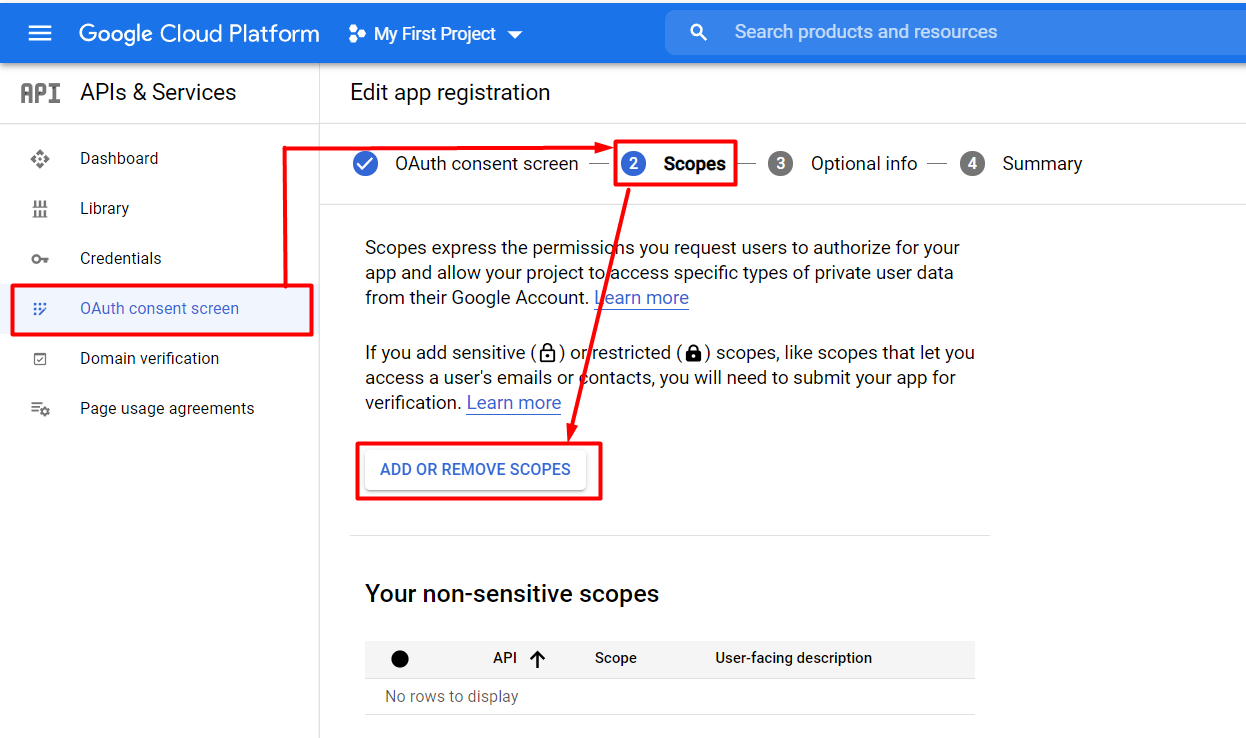 Google Cloud Platform My First Project Search products and resources
API APIs & Services
Edit app registration
Dashboard
Library
Credentials
OAuth consent screen
Domain verification
Page usage agreements
OAuth consent screen 2 Scopes 3 Optional info 4 Summary
Scopes express the permissions you request users to authorize for your
app and allow your project to access specific types of private user data
from their Google Account. Learn more
If you add sensitive ( ) or restricted ( ) scopes, like scopes that let you
access a user's emails or contacts, you will need to submit your app for
verification. Learn more
ADD OR REMOVE SCOPES
Your non-sensitive scopes
API Scope User-facing description
No rows to display